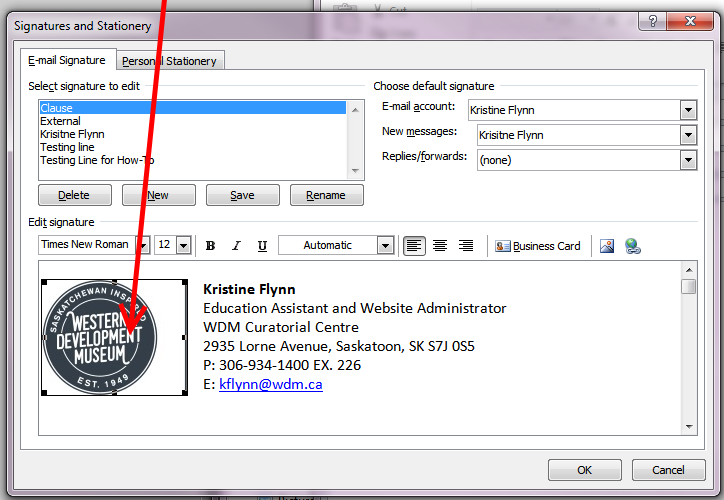 Cut
Signatures and Stationery
?
E-mail Signature
Personal Stationery
Select signature to edit
Clause
External
Krisitne Flynn
Testing line
Testing Line for How-To
Delete
New
Save
Rename
Choose default signature
E-mail account:
Kristine Flynn
New messages:
Krisitne Flynn
Replies/forwards:
(none)
Edit signature
Times New Roman
12
B
I
U
Automatic
Business Card
SASKATCHEWAN INSPIRED
WESTERN
DEVELOPMENT
MUSEUM
EST. 1949
Kristine Flynn
Education Assistant and Website Administrator
WDM Curatorial Centre
2935 Lorne Avenue, Saskatoon, SK S7J 0S5
P: 306-934-1400 EX. 226
E: kflynn@wdm.ca
OK
Cancel